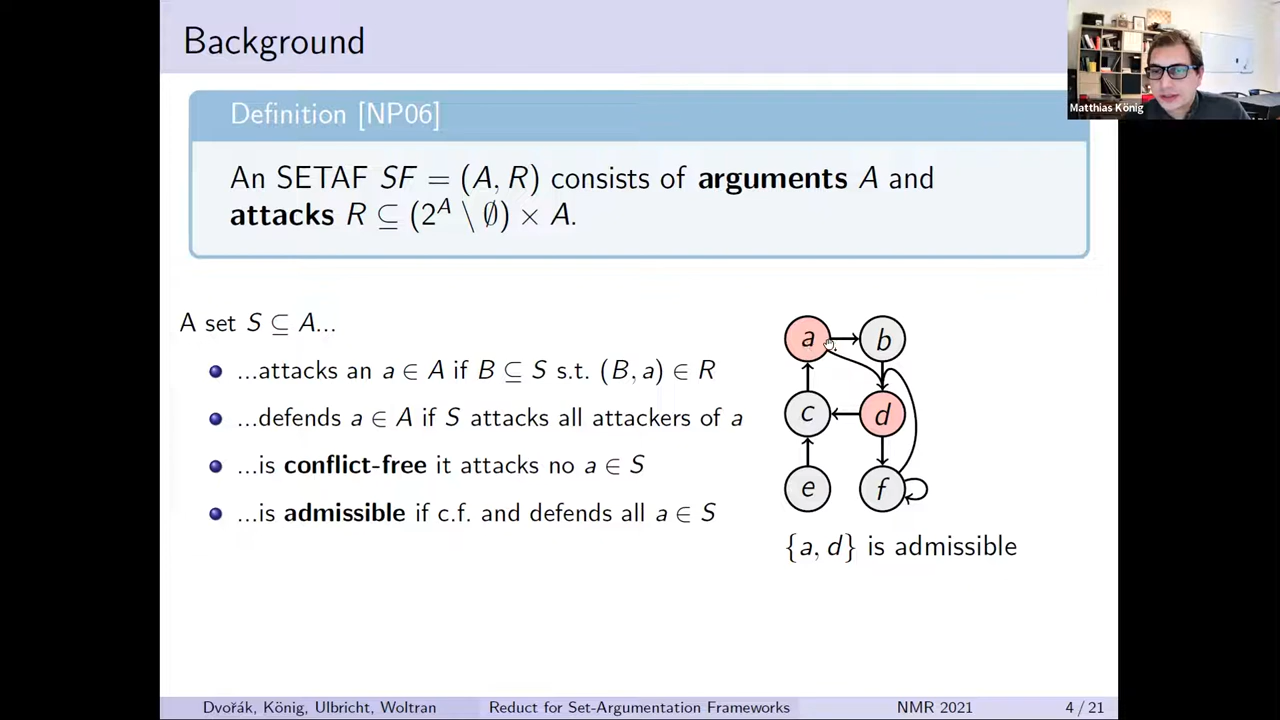 Background
Matthias König
Definition [NP06]
An SETAF SF = (A, R) consists of arguments A and
attacks R ⊆ (2^A \ ∅) × A.
A set S ⊆ A...
...attacks an a ∈ A if B ⊆ S s.t. (B, a) ∈ R
...defends a ∈ A if S attacks all attackers of a
...is conflict-free it attacks no a ∈ S
...is admissible if c.f. and defends all a ∈ S
a b
c d
e f
{a, d} is admissible
Dvořák, König, Ulbricht, Woltran Reduct for Set-Argumentation Frameworks NMR 2021 4 / 21